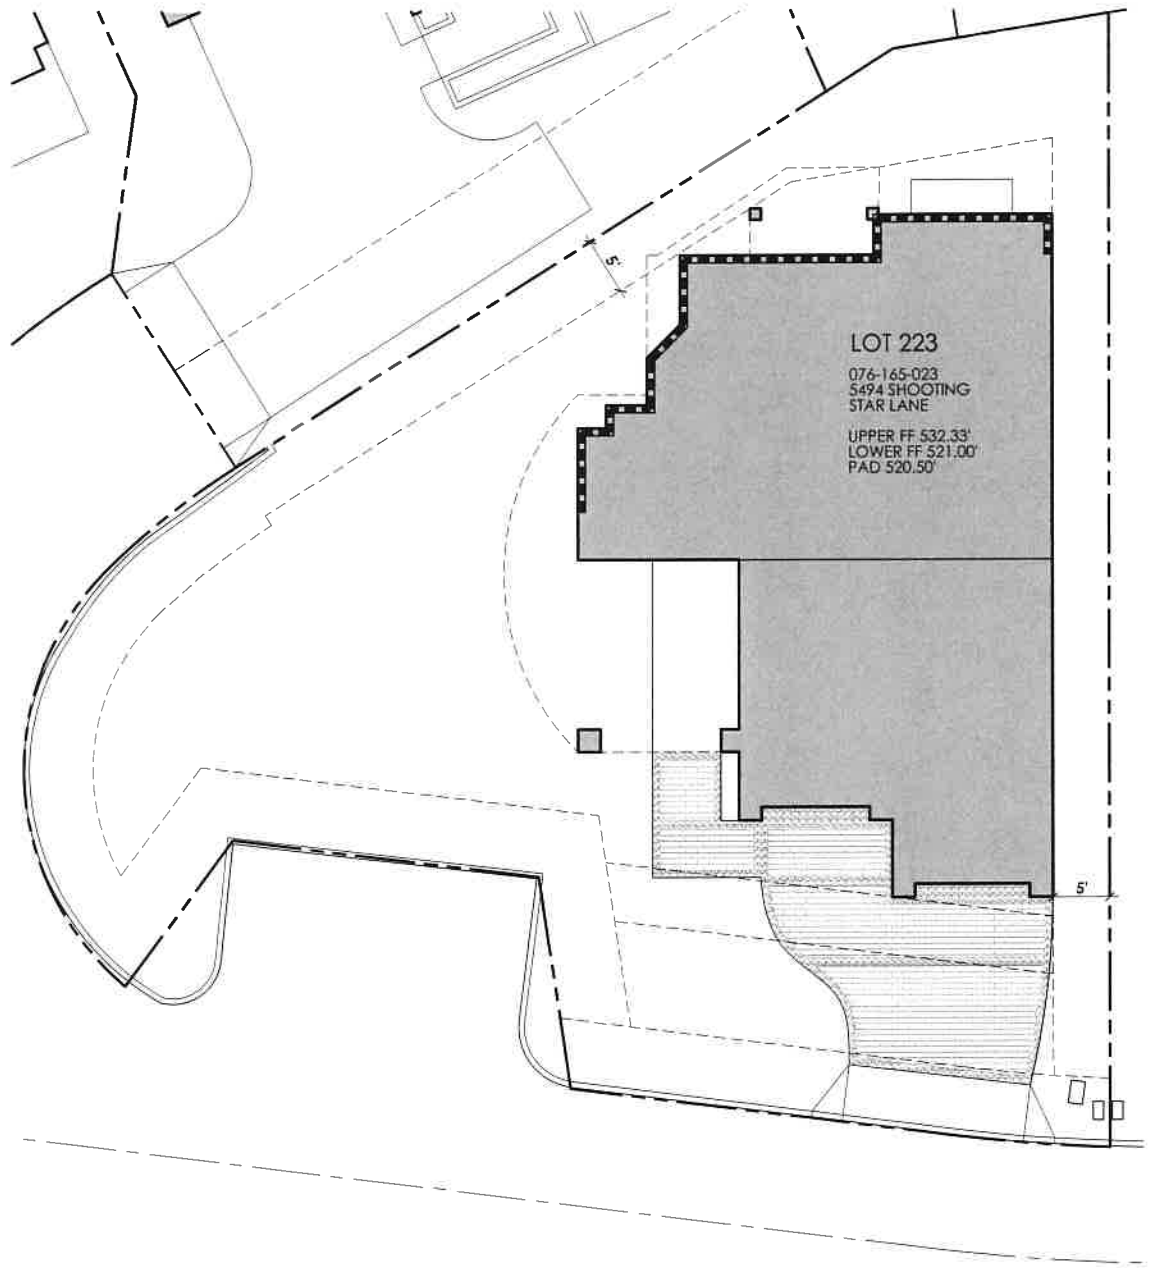 5'
LOT 223
076-165-023
5494 SHOOTING
STAR LANE
UPPER FF 532.33'
LOWER FF 521.00'
PAD 520.50'
5'